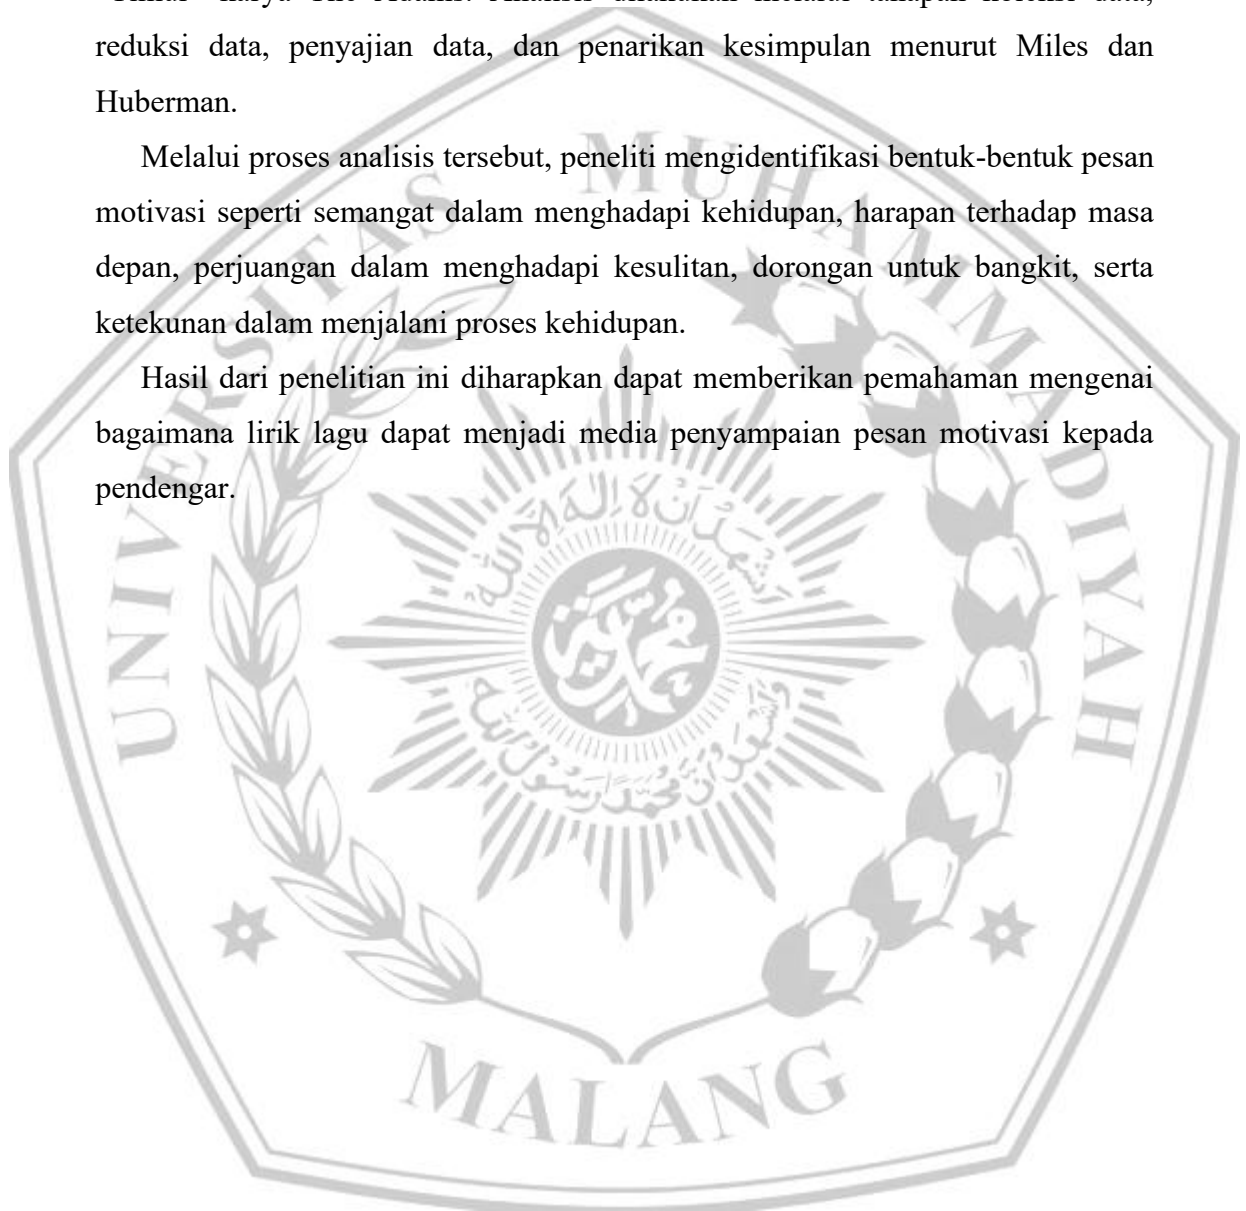 reduksi data, penyajian data, dan penarikan kesimpulan menurut Miles dan
Huberman.
Melalui proses analisis tersebut, peneliti mengidentifikasi bentuk-bentuk pesan
motivasi seperti semangat dalam menghadapi kehidupan, harapan terhadap masa
depan, perjuangan dalam menghadapi kesulitan, dorongan untuk bangkit, serta
ketekunan dalam menjalani proses kehidupan.
Hasil dari penelitian ini diharapkan dapat memberikan pemahaman mengenai
bagaimana lirik lagu dapat menjadi media penyampaian pesan motivasi kepada
pendengar.
UNIVERSITAS MUHAMMADIYAH
MALANG